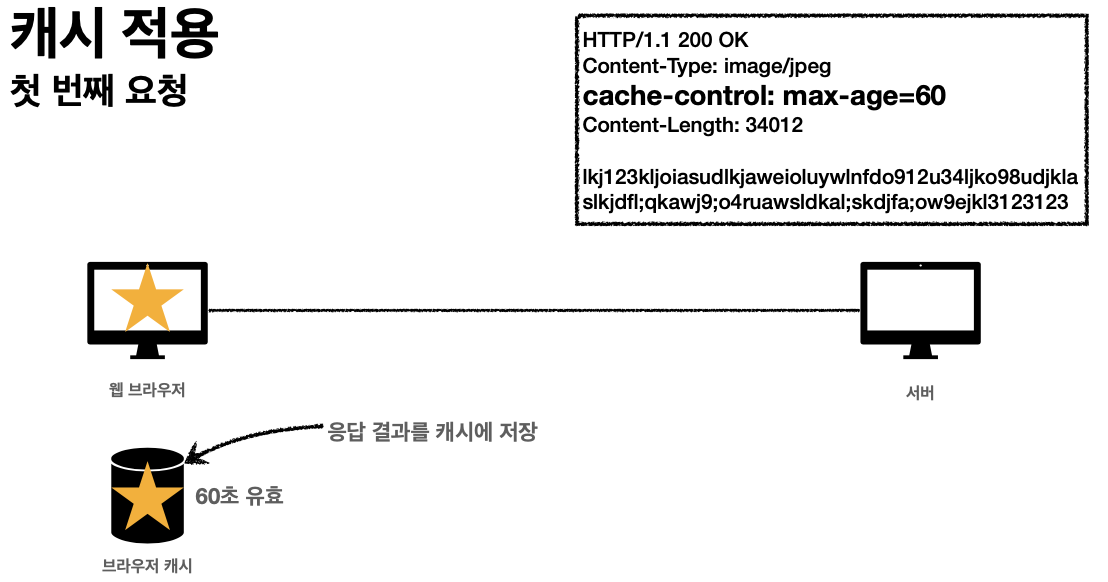 캐시 적용
첫 번째 요청
HTTP/1.1 200 OK
Content-Type: image/jpeg
cache-control: max-age=60
Content-Length: 34012
lkj123kljoiasudlkjaweioluywlnfdo912u34ljko98udjkla
slkjdfl;qkawj9;o4ruawsldkal;skdjfa;ow9ejkl3123123
웹 브라우저
서버
응답 결과를 캐시에 저장
60초 유효
브라우저 캐시